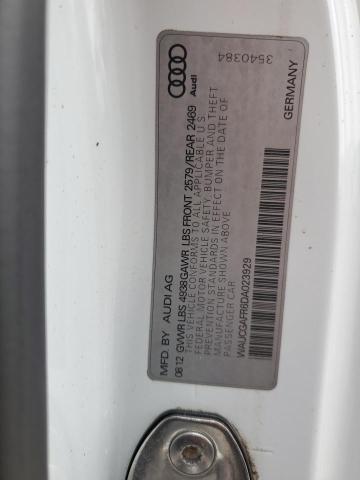 3540384
Audi
MFD. BY AUDI AG
08.12 GVWR LBS 4938 GAWR LBS FRONT 2579/REAR 2469
THIS VEHICLE CONFORMS TO ALL APPLICABLE U.S.
FEDERAL MOTOR VEHICLE SAFETY, BUMPER AND THEFT
PREVENTION STANDARDS IN EFFECT ON THE DATE OF
MANUFACTURE SHOWN ABOVE.
PASSENGER CAR
WAUCGAFR6DA023929
GERMANY